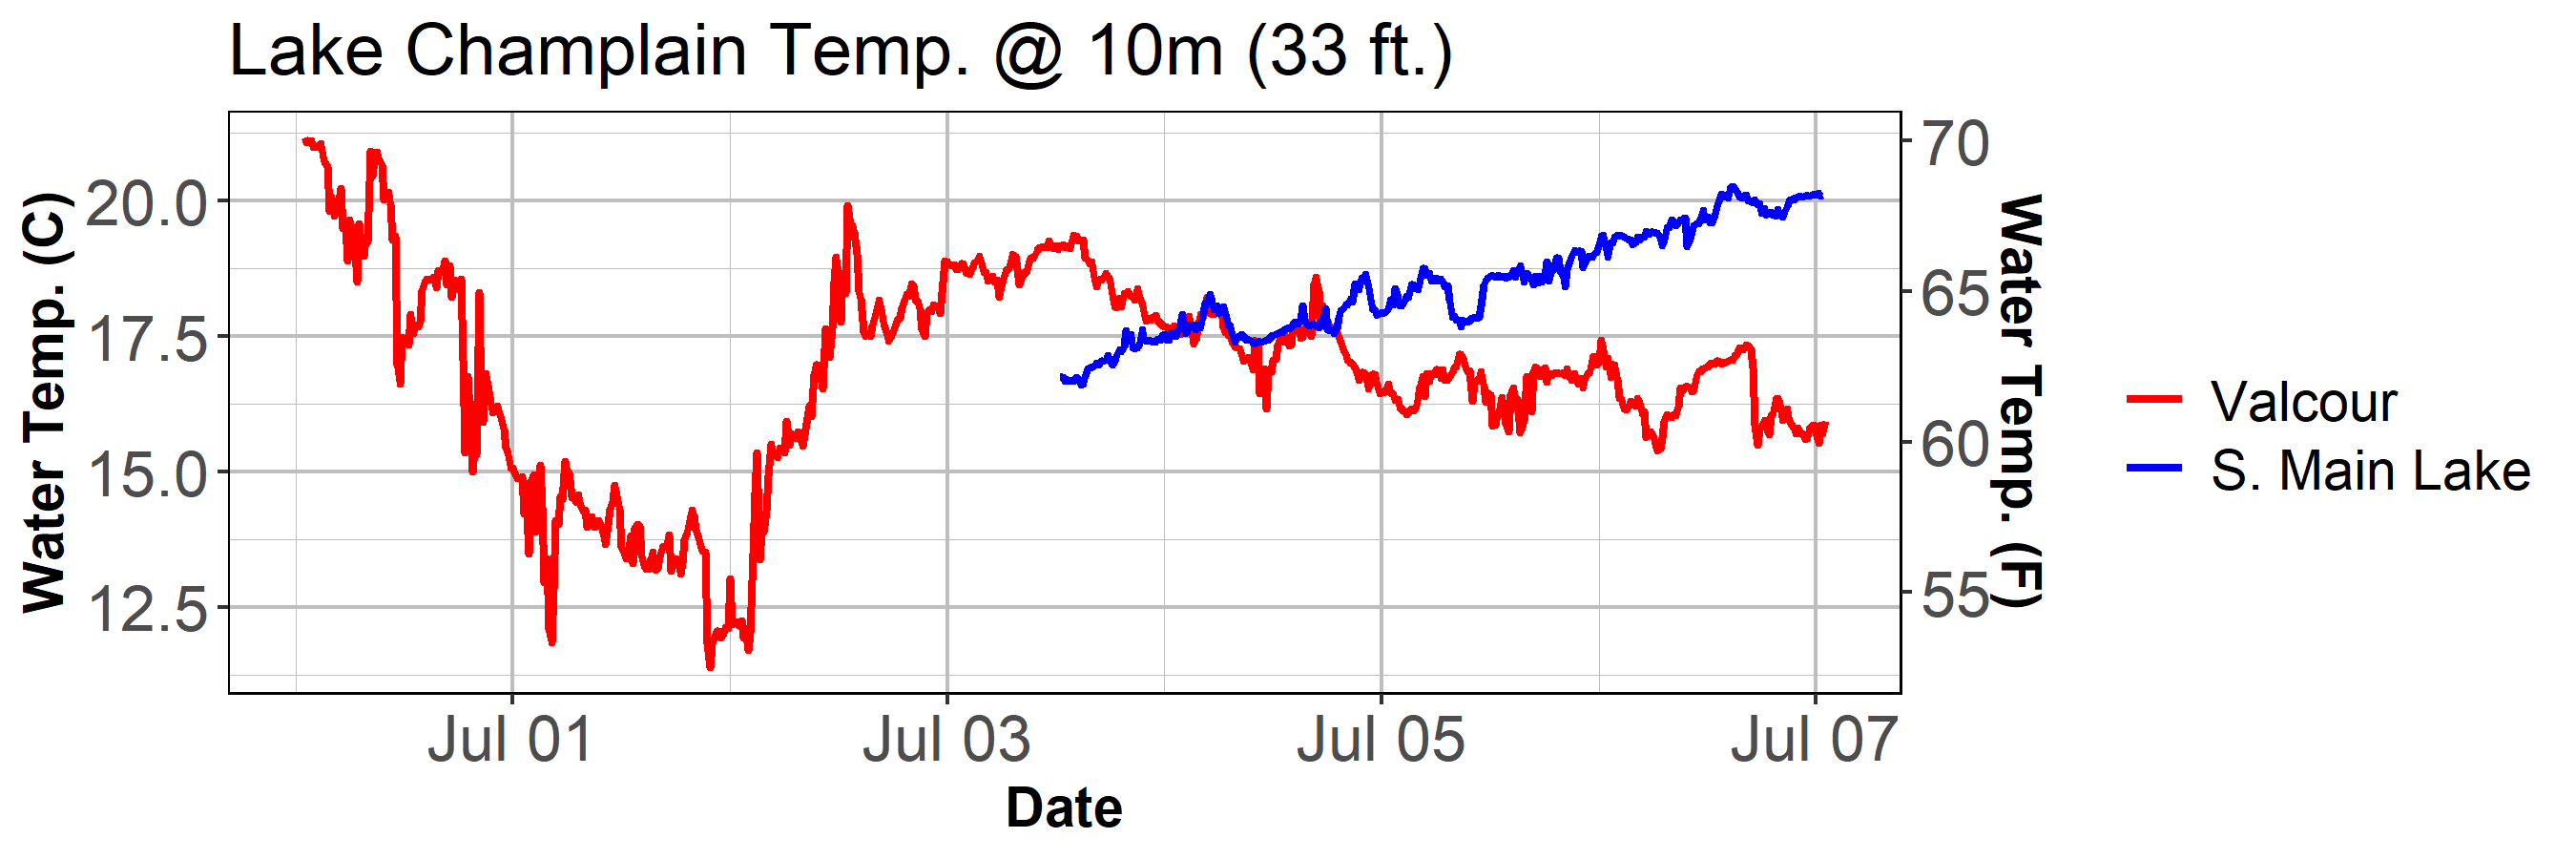 Lake Champlain Temp. @ 10m (33 ft.)
Water Temp. (C)
20.0
17.5
15.0
12.5
70
65
60
55
Water Temp. (F)
Jul 01
Jul 03
Jul 05
Jul 07
Date
Valcour
S. Main Lake